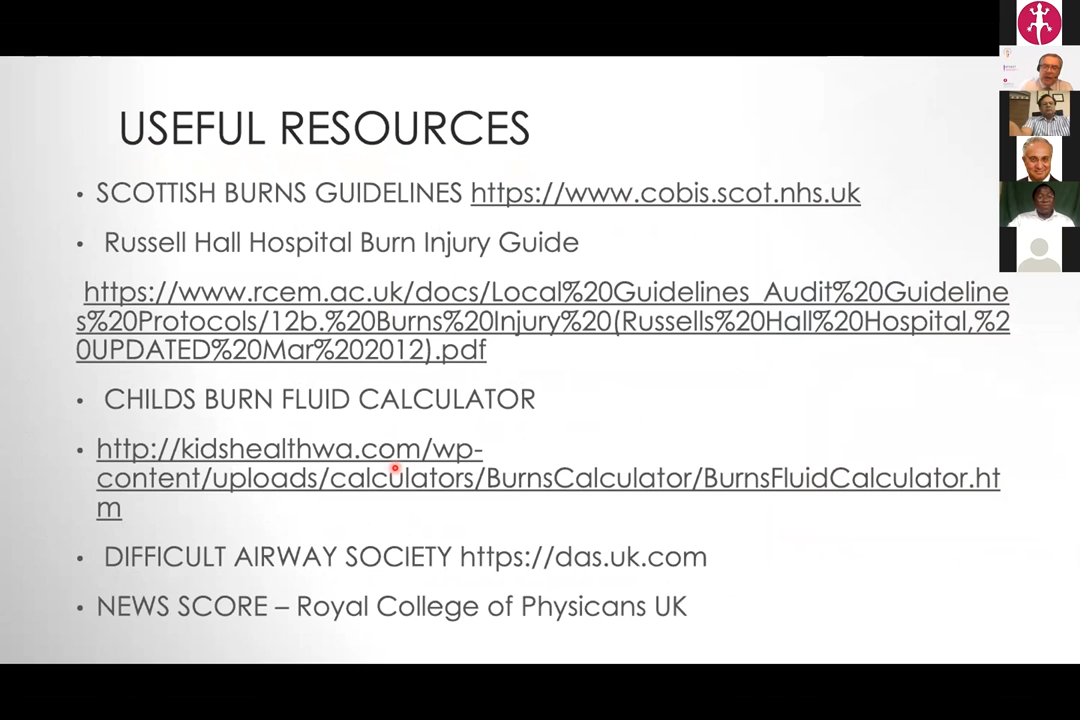 USEFUL RESOURCES
• SCOTTISH BURNS GUIDELINES https://www.cobis.scot.nhs.uk
• Russell Hall Hospital Burn Injury Guide
https://www.rcem.ac.uk/docs/Local%20Guidelines_Audit%20Guideline
s%20Protocols/12b.%20Burns%20Injury%20(Russells%20Hall%20Hospital,%2
0UPDATED%20Mar%202012).pdf
• CHILDS BURN FLUID CALCULATOR
• http://kidshealthwa.com/wp-
content/uploads/calculators/BurnsCalculator/BurnsFluidCalculator.ht
m
• DIFFICULT AIRWAY SOCIETY https://das.uk.com
• NEWS SCORE – Royal College of Physicans UK